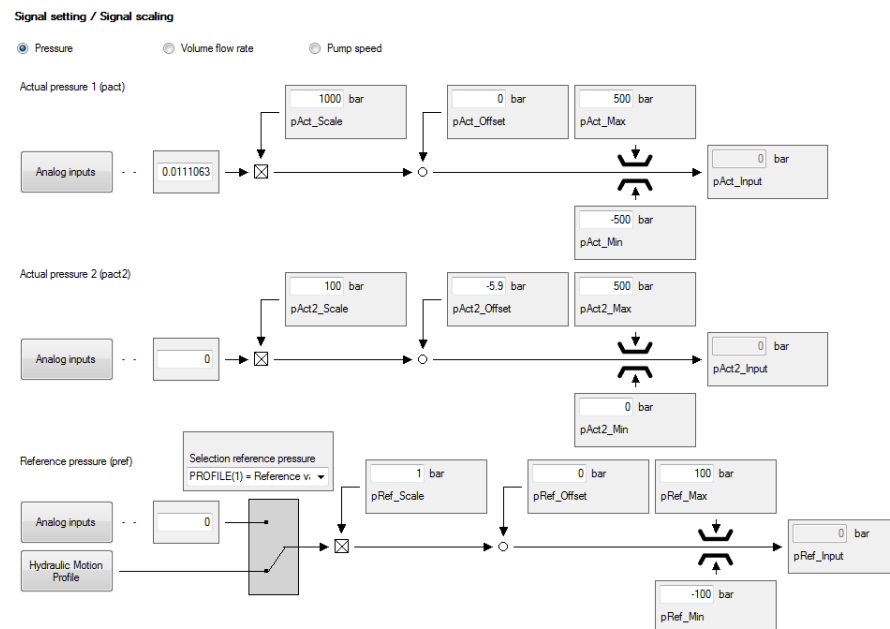 Signal setting / Signal scaling
Pressure Volume flow rate Pump speed
Actual pressure 1 (pact)
1000 bar
pAct_Scale
0 bar
pAct_Offset
500 bar
pAct_Max
Analog inputs
0.0111063
0 bar
pAct_Input
-500 bar
pAct_Min
Actual pressure 2 (pact2)
100 bar
pAct2_Scale
-5.9 bar
pAct2_Offset
500 bar
pAct2_Max
Analog inputs
0
0 bar
pAct2_Input
0 bar
pAct2_Min
Reference pressure (pref)
Selection reference pressure
PROFILE(1) = Reference v
1 bar
pRef_Scale
0 bar
pRef_Offset
100 bar
pRef_Max
Analog inputs
0
Hydraulic Motion
Profile
0 bar
pRef_Input
-100 bar
pRef_Min